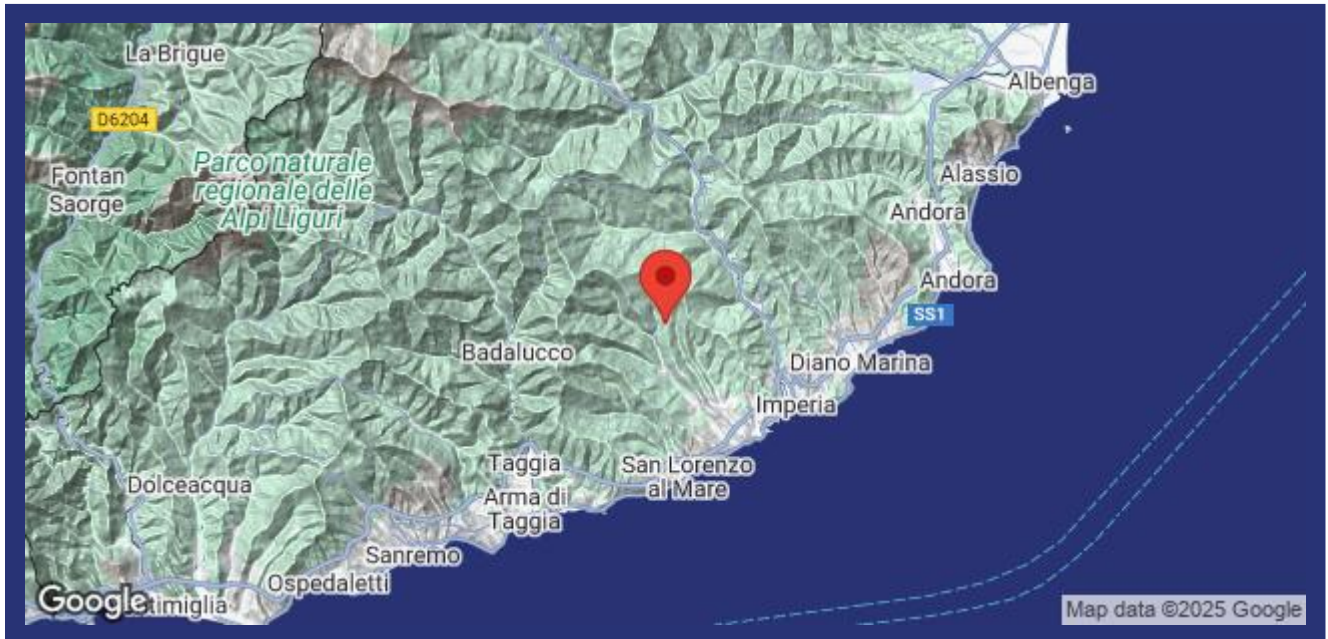 La Brigue
Albenga
D6204
Parco naturale
regionale delle
Alpi Liguri
Fontan
Saorge
Alassio
Andora
Andora
SS1
Badalucco
Diano Marina
Imperia
Taggia
San Lorenzo
al Mare
Dolceacqua
Arma di
Taggia
Sanremo
Ospedaletti
Google
timiglia
Map data ©2025 Google